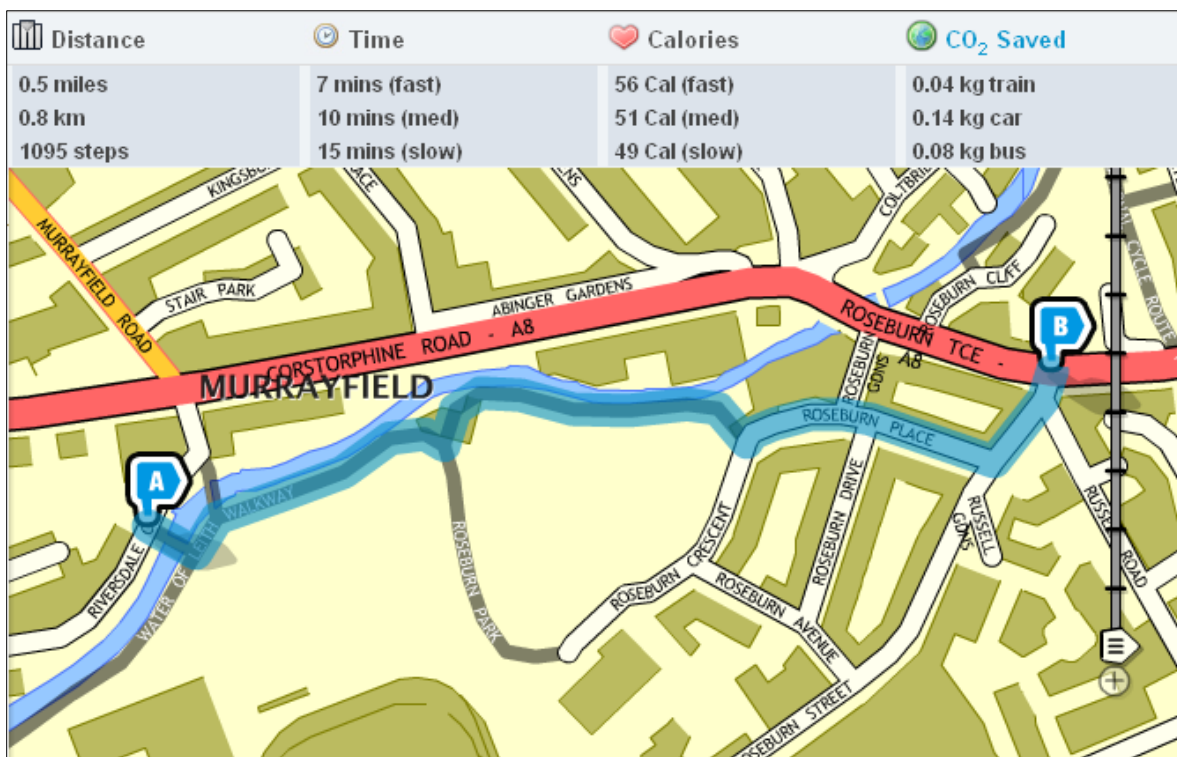 Distance
Time
Calories
CO₂ Saved
0.5 miles
7 mins (fast)
56 Cal (fast)
0.04 kg train
0.8 km
10 mins (med)
51 Cal (med)
0.14 kg car
1095 steps
15 mins (slow)
49 Cal (slow)
0.08 kg bus
MURRAYFIELD ROAD
STAIR PARK
ABINGER GARDENS
CORSTORPHINE ROAD - A8
MURRAYFIELD
ROSEBURN TCE -
A8
ROSEBURN CLIFF
CYCLE ROUTE
ROSEBURN GDNS
B
A
ROSEBURN PLACE
WATER OF LEITH WALKWAY
RIVERSDALE
ROSEBURN PARK
ROSEBURN CRESCENT
ROSEBURN DRIVE
ROSEBURN AVENUE
RUSSELL GDNS
ROAD
ROSEBURN STREET